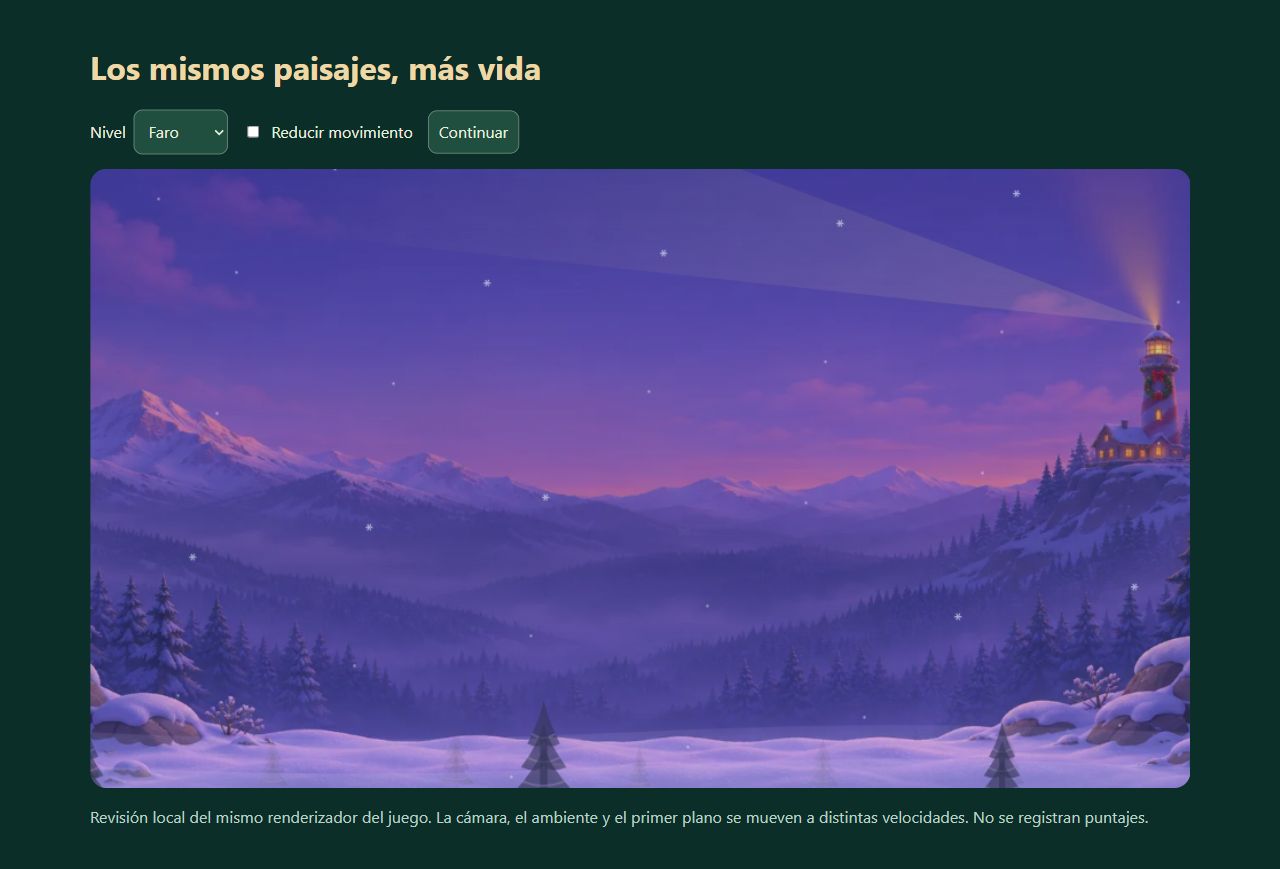 Los mismos paisajes, más vida
Nivel Faro Reducir movimiento Continuar
Revisión local del mismo renderizador del juego. La cámara, el ambiente y el primer plano se mueven a distintas velocidades. No se registran puntajes.